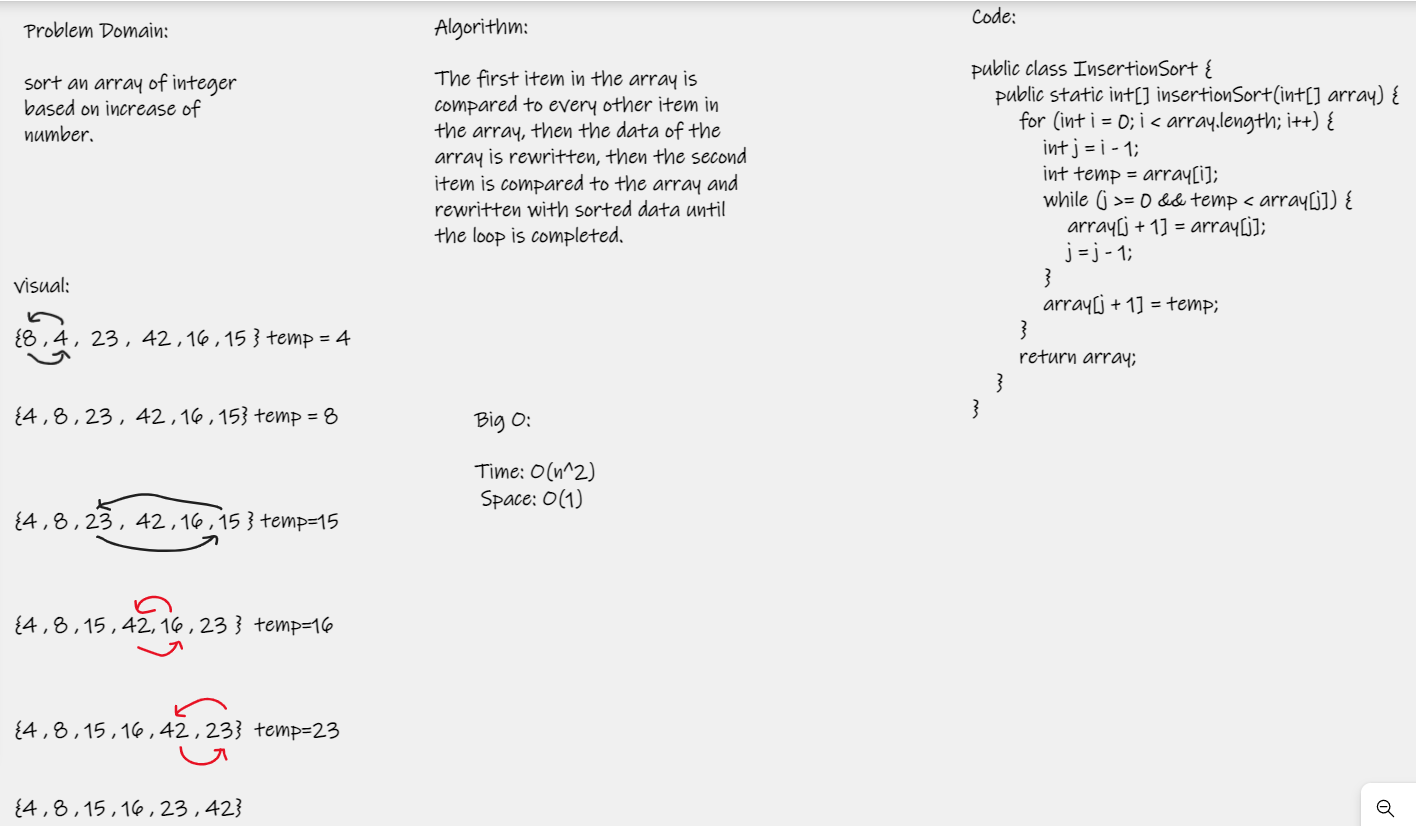 Problem Domain:
sort an array of integer
based on increase of
number.
visual:
{8 , 4 , 23 , 42 , 16 , 15 } temp = 4
{4 , 8 , 23 , 42 , 16 , 15} temp = 8
{4 , 8 , 23 , 42 , 16 , 15 } temp=15
{4 , 8 , 15 , 42, 16 , 23 } temp=16
{4 , 8 , 15 , 16 , 42 , 23} temp=23
{4 , 8 , 15 , 16 , 23 , 42}
Algorithm:
The first item in the array is
compared to every other item in
the array, then the data of the
array is rewritten, then the second
item is compared to the array and
rewritten with sorted data until
the loop is completed.
Big O:
Time: O(n^2)
Space: O(1)
Code:
public class InsertionSort {
public static int[] insertionSort(int[] array) {
for (int i = 0; i < array.length; i++) {
int j = i - 1;
int temp = array[i];
while (j >= 0 && temp < array[j]) {
array[j + 1] = array[j];
j = j - 1;
}
array[j + 1] = temp;
}
return array;
}
}